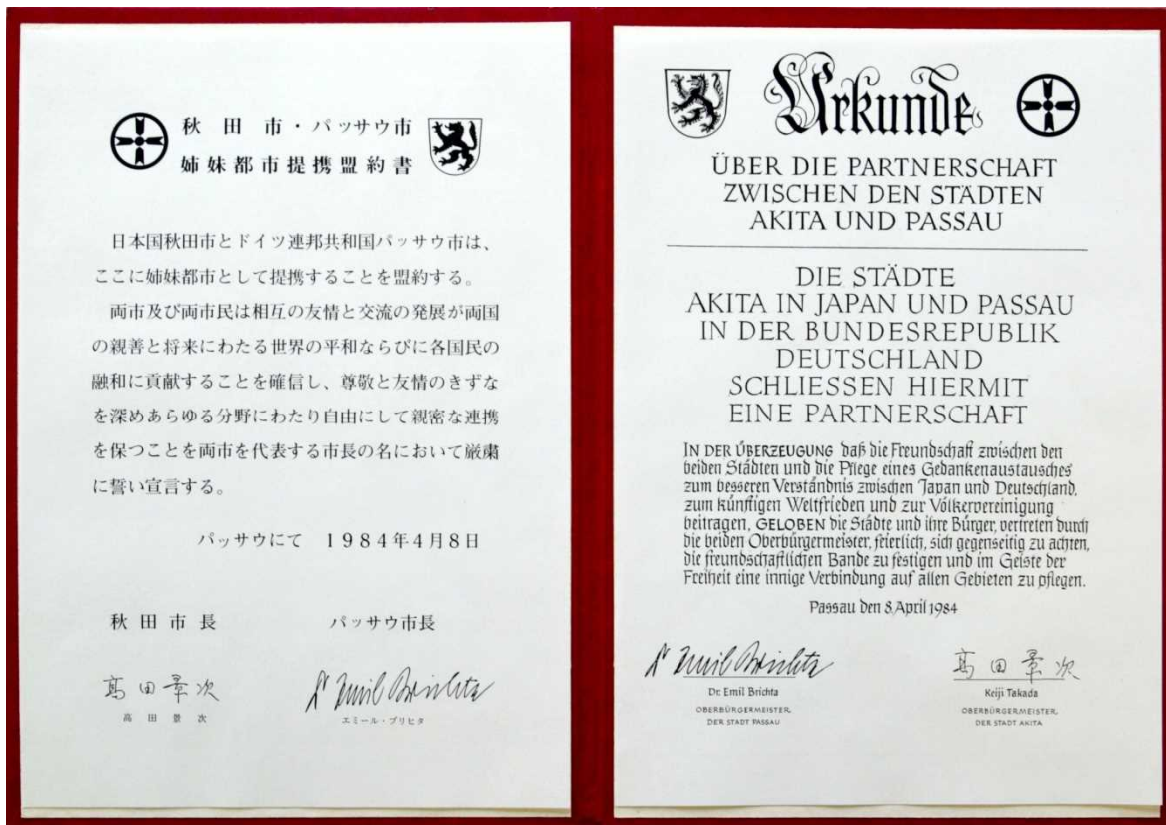 秋田市・パッサウ市
姉妹都市提携盟約書
日本国秋田市とドイツ連邦共和国パッサウ市は、
ここに姉妹都市として提携することを盟約する。
両市及び両市民は相互の友情と交流の発展が両国
の親善と将来にわたる世界の平和ならびに各国民の
融和に貢献することを確信し、尊敬と友情のきずな
を深めあらゆる分野にわたり自由にして親密な連携
を保つことを両市を代表する市長の名において厳粛
に誓い宣言する。
パッサウにて 1984年4月8日
秋田市長 パッサウ市長
高田景次 Dr Emil Brichta
高田景次 エミール・ブリヒタ
Urkunde
ÜBER DIE PARTNERSCHAFT
ZWISCHEN DEN STÄDTEN
AKITA UND PASSAU
DIE STÄDTE
AKITA IN JAPAN UND PASSAU
IN DER BUNDESREPUBLIK
DEUTSCHLAND
SCHLIESSEN HIERMIT
EINE PARTNERSCHAFT
IN DER ÜBERZEUGUNG daß die Freundschaft zwischen den
beiden Städten und die Pflege eines Gedankenaustausches
zum besseren Verständnis zwischen Japan und Deutschland,
zum künftigen Weltfrieden und zur Völkervereinigung
beitragen, GELOBEN die Städte und ihre Bürger, vertreten durch
die beiden Oberbürgermeister, feierlich, sich gegenseitig zu achten,
die freundschaftlichen Bande zu festigen und im Geiste der
Freiheit eine innige Verbindung auf allen Gebieten zu pflegen.
Passau den 8. April 1984
Dr Emil Brichta 高田景次
Dr. Emil Brichta Keiji Takada
OBERBÜRGERMEISTER OBERBÜRGERMEISTER
DER STADT PASSAU DER STADT AKITA